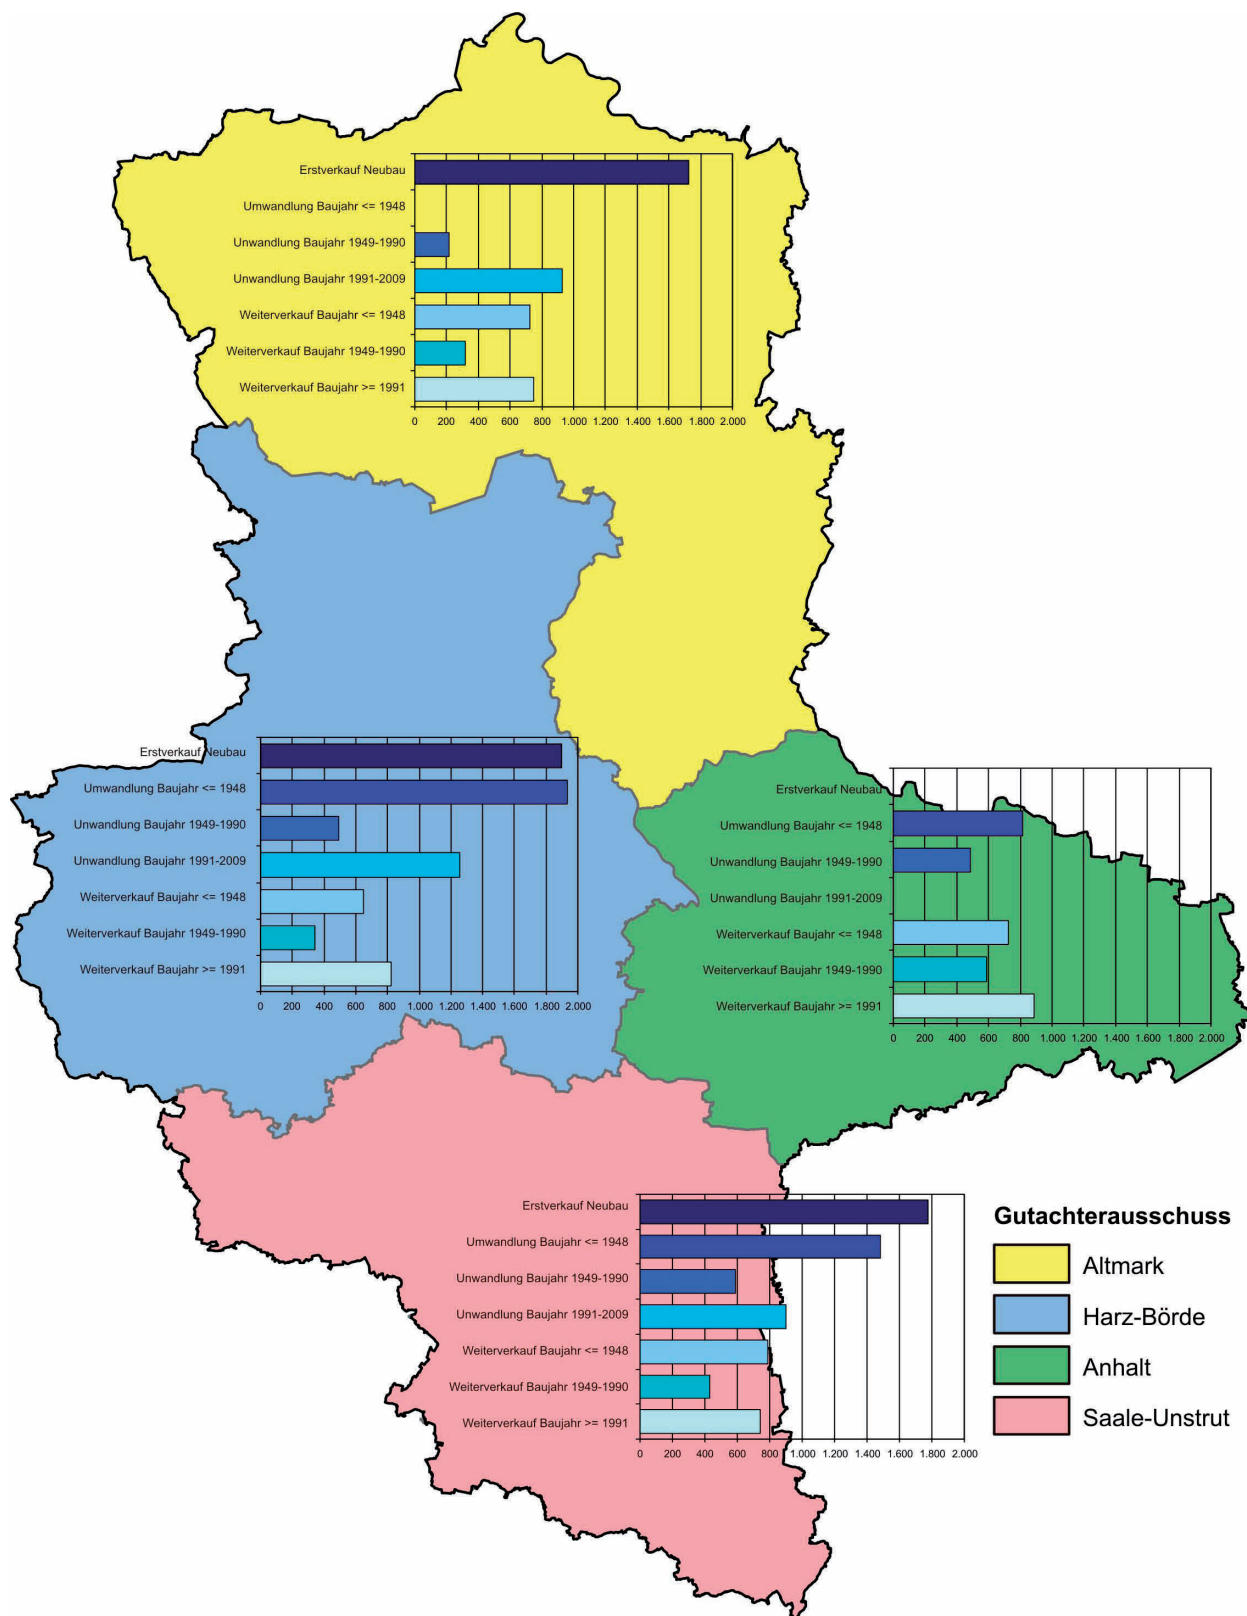 Erstverkauf Neubau
Umwandlung Baujahr <= 1948
Unwandlung Baujahr 1949-1990
Unwandlung Baujahr 1991-2009
Weiterverkauf Baujahr <= 1948
Weiterverkauf Baujahr 1949-1990
Weiterverkauf Baujahr >= 1991
0 200 400 600 800 1.000 1.200 1.400 1.600 1.800 2.000
Erstverkauf Neubau
Umwandlung Baujahr <= 1948
Unwandlung Baujahr 1949-1990
Unwandlung Baujahr 1991-2009
Weiterverkauf Baujahr <= 1948
Weiterverkauf Baujahr 1949-1990
Weiterverkauf Baujahr >= 1991
0 200 400 600 800 1.000 1.200 1.400 1.600 1.800 2.000
Erstverkauf Neubau
Umwandlung Baujahr <= 1948
Unwandlung Baujahr 1949-1990
Unwandlung Baujahr 1991-2009
Weiterverkauf Baujahr <= 1948
Weiterverkauf Baujahr 1949-1990
Weiterverkauf Baujahr >= 1991
0 200 400 600 800 1.000 1.200 1.400 1.600 1.800 2.000
Erstverkauf Neubau
Umwandlung Baujahr <= 1948
Unwandlung Baujahr 1949-1990
Unwandlung Baujahr 1991-2009
Weiterverkauf Baujahr <= 1948
Weiterverkauf Baujahr 1949-1990
Weiterverkauf Baujahr >= 1991
0 200 400 600 800 1.000 1.200 1.400 1.600 1.800 2.000
Gutachterausschuss
Altmark
Harz-Börde
Anhalt
Saale-Unstrut